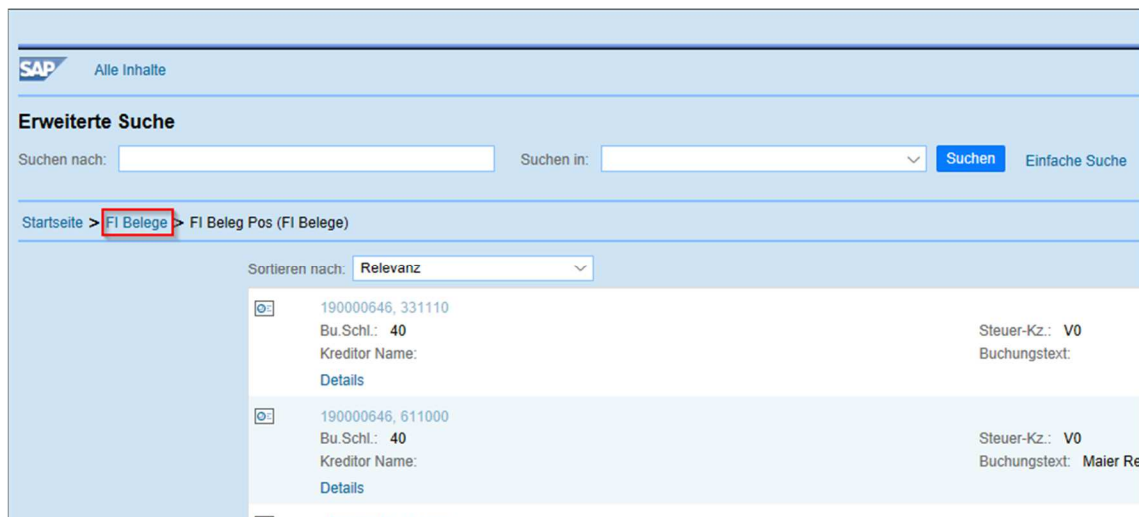 SAP Alle Inhalte
Erweiterte Suche
Suchen nach: Suchen in: Suchen Einfache Suche
Startseite > FI Belege > FI Beleg Pos (FI Belege)
Sortieren nach: Relevanz
190000646, 331110
Bu.Schl.: 40 Steuer-Kz.: V0
Kreditor Name: Buchungstext:
Details
190000646, 611000
Bu.Schl.: 40 Steuer-Kz.: V0
Kreditor Name: Buchungstext: Maier Re
Details